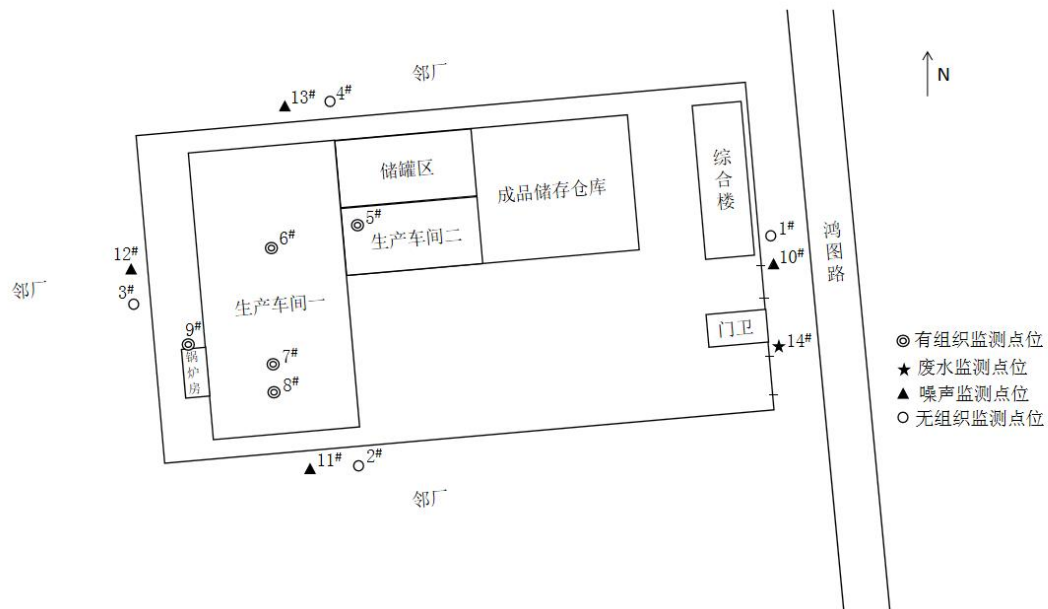 邻厂
N
13#
4#
储罐区
成品储存仓库
综合楼
5#
生产车间二
6#
1#
10#
鸿图路
12#
3#
邻厂
生产车间一
门卫
14#
9#
锅炉房
7#
8#
有组织监测点位
废水监测点位
噪声监测点位
无组织监测点位
11#
2#
邻厂